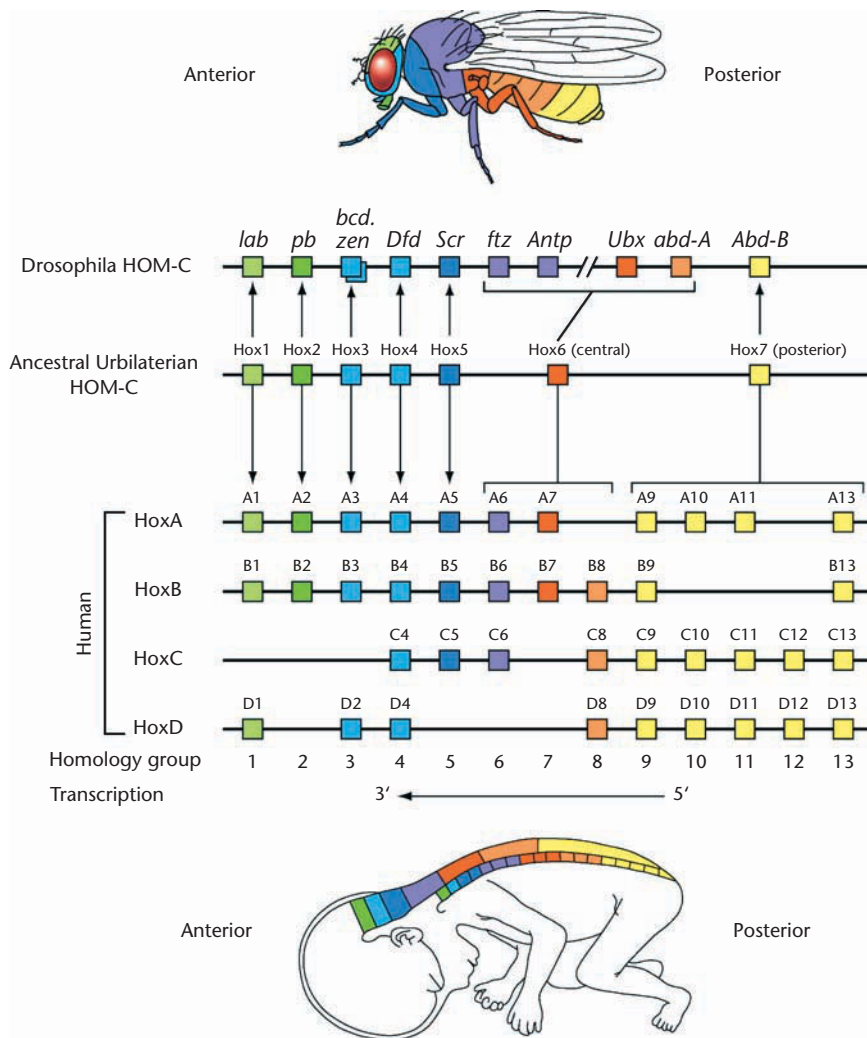 Anterior
Posterior
bcd.
lab pb zen Dfd Scr ftz Antp Ubx abd-A Abd-B
Drosophila HOM-C
Hox1 Hox2 Hox3 Hox4 Hox5 Hox6 (central) Hox7 (posterior)
Ancestral Urbilaterian
HOM-C
A1 A2 A3 A4 A5 A6 A7 A9 A10 A11 A13
HoxA
B1 B2 B3 B4 B5 B6 B7 B8 B9 B13
HoxB
Human
C4 C5 C6 C8 C9 C10 C11 C12 C13
HoxC
D1 D2 D4 D8 D9 D10 D11 D12 D13
HoxD
Homology group 1 2 3 4 5 6 7 8 9 10 11 12 13
Transcription 3‘ 5‘
Anterior
Posterior